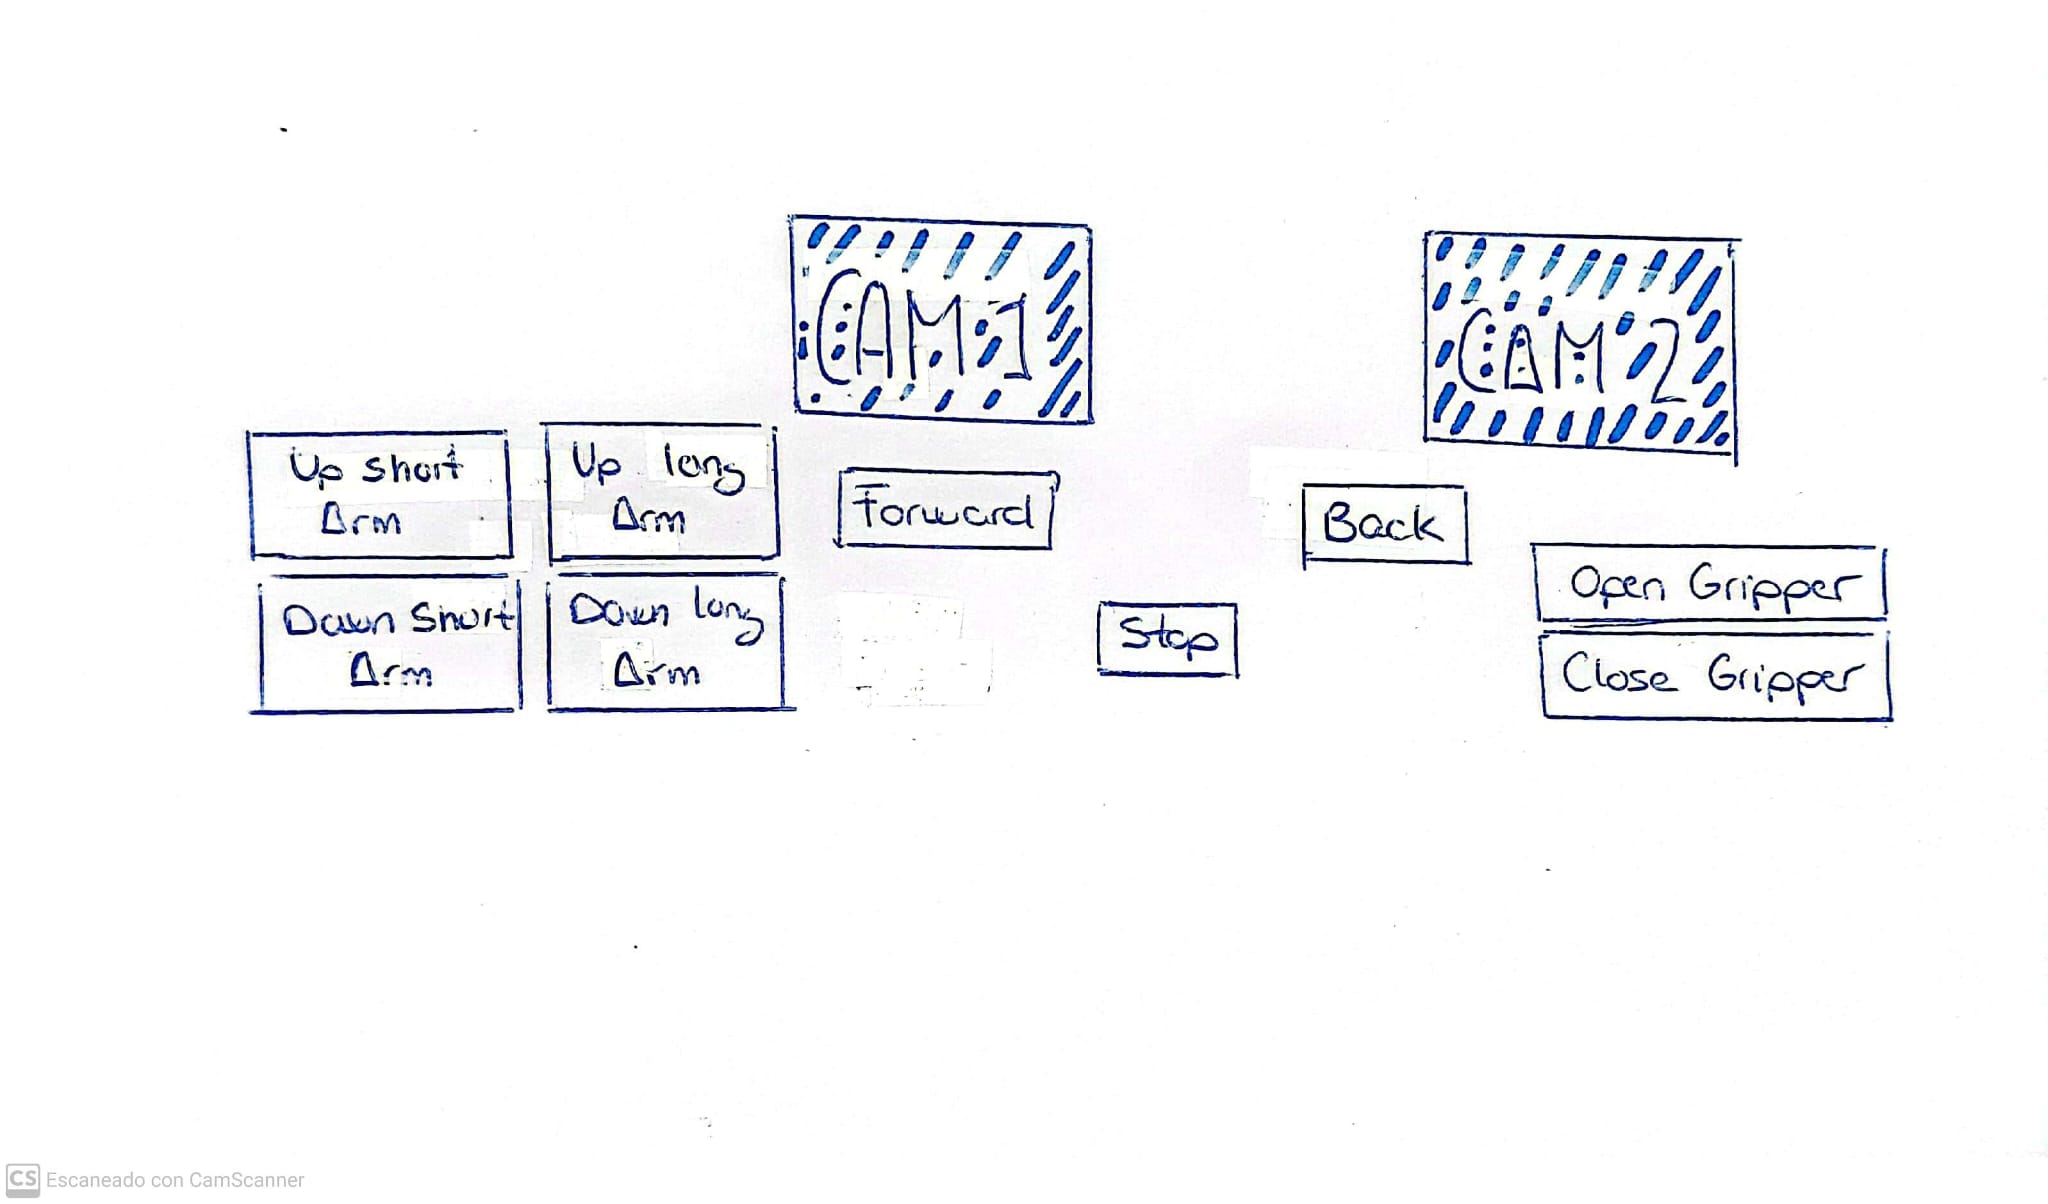 CAM 1
CAM 2
Up short
Arm
Up long
Arm
Forward
Back
Down Short
Arm
Down long
Arm
Stop
Open Gripper
Close Gripper
CS Escaneado con CamScanner